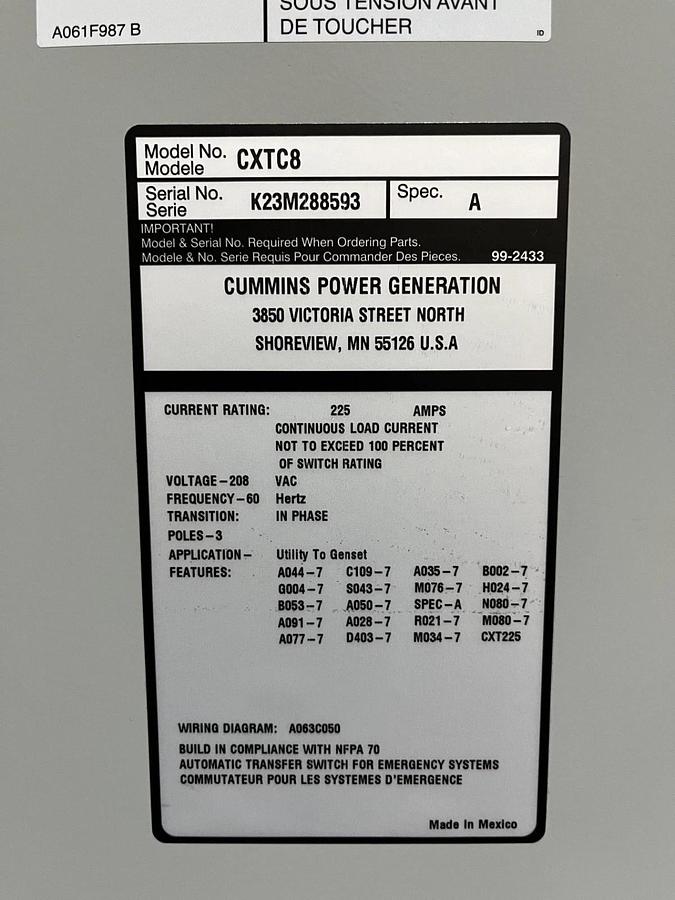 SOUS TENSION AVANT
A061F987 B
DE TOUCHER
ID
Model No. CXTC8
Modele
Serial No. K23M288593 Spec. A
Serie
IMPORTANT!
Model & Serial No. Required When Ordering Parts.
Modele & No. Serie Requis Pour Commander Des Pieces. 99-2433
CUMMINS POWER GENERATION
3850 VICTORIA STREET NORTH
SHOREVIEW, MN 55126 U.S.A
CURRENT RATING: 225 AMPS
CONTINUOUS LOAD CURRENT
NOT TO EXCEED 100 PERCENT
OF SWITCH RATING
VOLTAGE-208 VAC
FREQUENCY-60 Hertz
TRANSITION: IN PHASE
POLES-3
APPLICATION- Utility To Genset
FEATURES: A044-7 C109-7 A035-7 B002-7
G004-7 S043-7 M076-7 H024-7
B053-7 A050-7 SPEC-A N080-7
A091-7 A028-7 R021-7 M080-7
A077-7 D403-7 M034-7 CXT225
WIRING DIAGRAM: A063C050
BUILD IN COMPLIANCE WITH NFPA 70
AUTOMATIC TRANSFER SWITCH FOR EMERGENCY SYSTEMS
COMMUTATEUR POUR LES SYSTEMES D'EMERGENCE
Made In Mexico